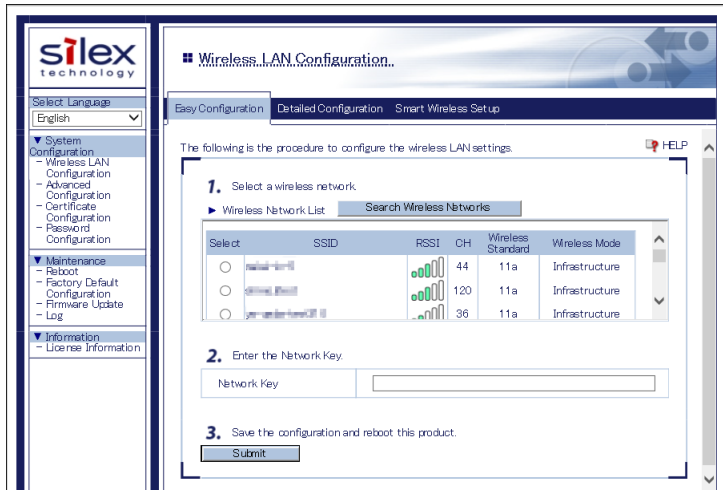 silex
technology
Select Language
English
▼ System
Configuration
- Wireless LAN
Configuration
- Advanced
Configuration
- Certificate
Configuration
- Password
Configuration
▼ Maintenance
- Reboot
- Factory Default
Configuration
- Firmware Update
- Log
▼ Information
- License Information
Wireless LAN Configuration
Easy Configuration Detailed Configuration Smart Wireless Setup
The following is the procedure to configure the wireless LAN settings.
HELP
1. Select a wireless network.
▶ Wireless Network List Search Wireless Networks
Select SSID RSSI CH Wireless Standard Wireless Mode
44 11a Infrastructure
120 11a Infrastructure
36 11a Infrastructure
2. Enter the Network Key.
Network Key
3. Save the configuration and reboot this product.
Submit